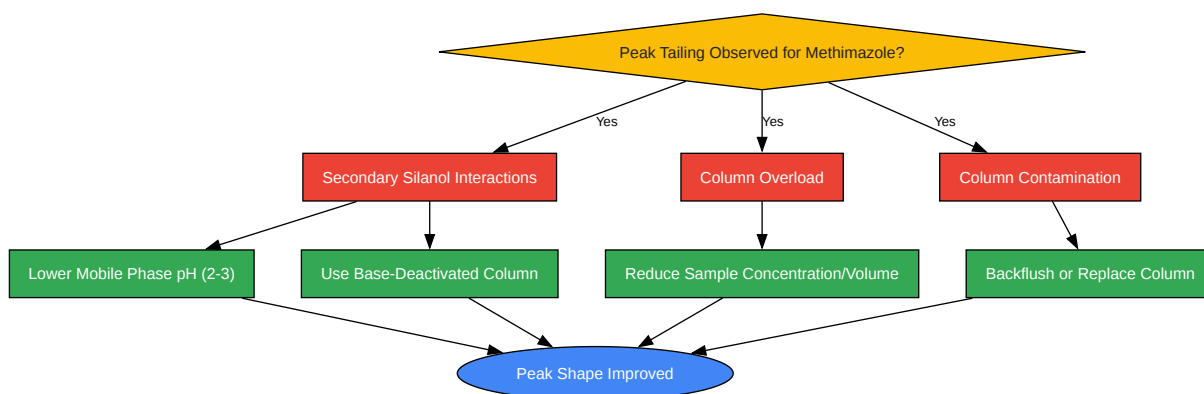 Peak Tailing Observed for Methimazole?
Yes
Yes
Yes
Secondary Silanol Interactions
Column Overload
Column Contamination
Lower Mobile Phase pH (2-3)
Use Base-Deactivated Column
Reduce Sample Concentration/Volume
Backflush or Replace Column
Peak Shape Improved